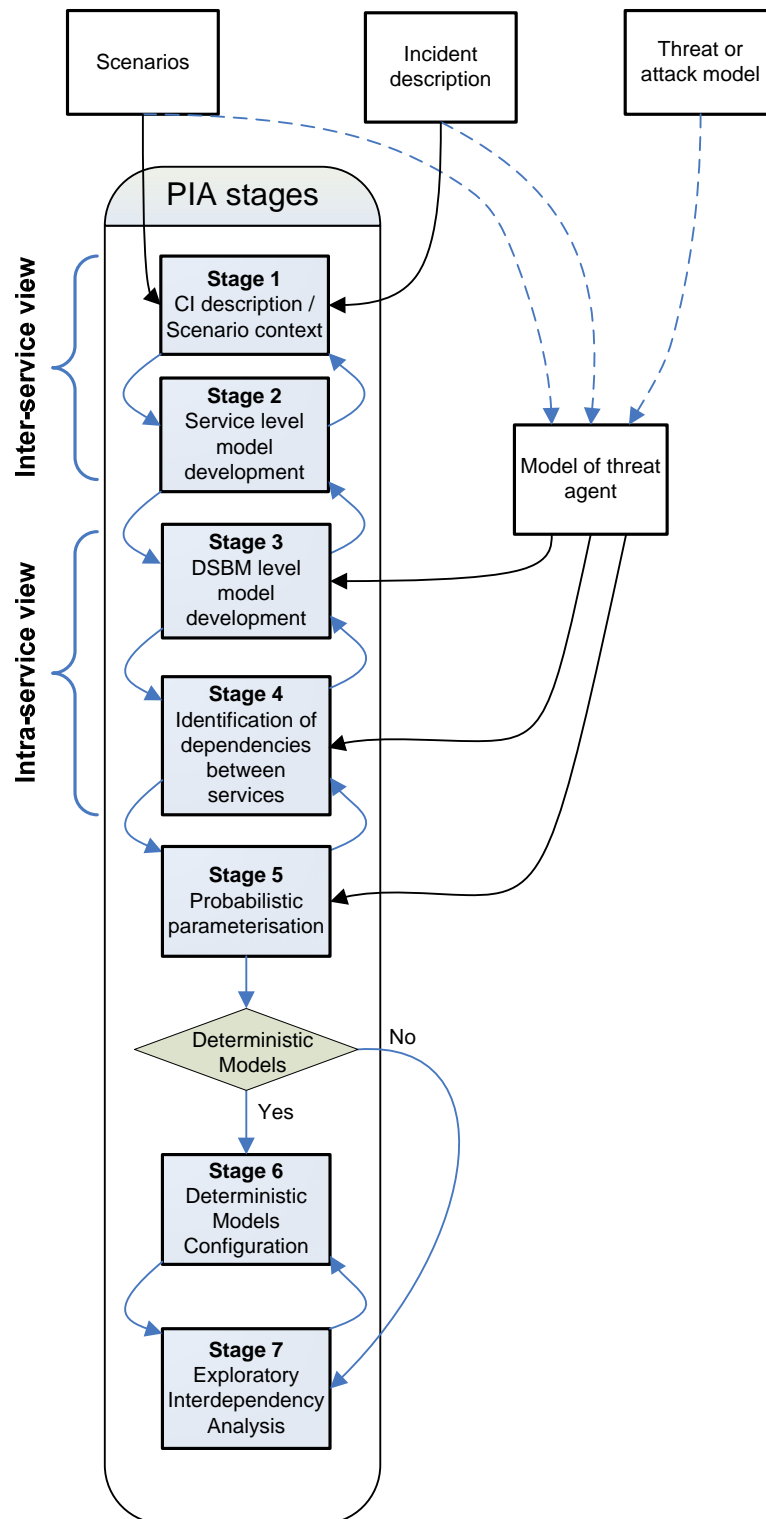 Scenarios
Incident
description
Threat or
attack model
PIA stages
Inter-service view
Stage 1
CI description /
Scenario context
Stage 2
Service level
model
development
Model of threat
agent
Intra-service view
Stage 3
DSBM level
model
development
Stage 4
Identification of
dependencies
between
services
Stage 5
Probabilistic
parameterisation
Deterministic
Models
No
Yes
Stage 6
Deterministic
Models
Configuration
Stage 7
Exploratory
Interdependency
Analysis